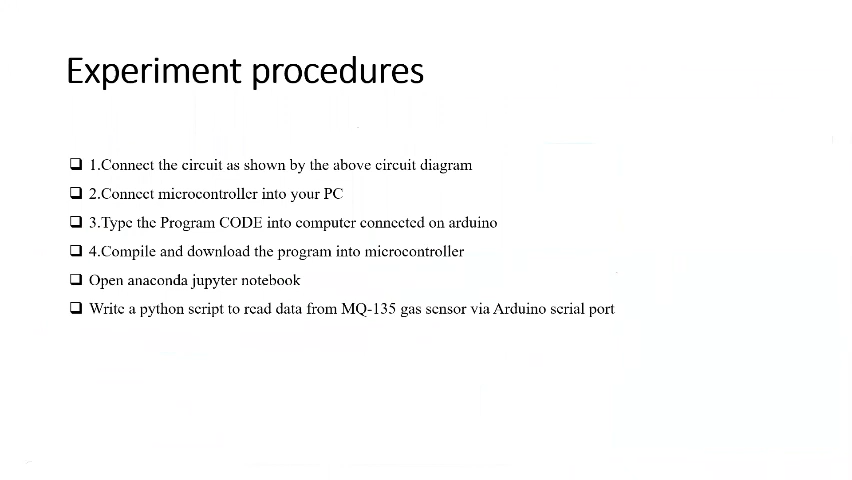 Experiment procedures
❑ 1.Connect the circuit as shown by the above circuit diagram
❑ 2.Connect microcontroller into your PC
❑ 3.Type the Program CODE into computer connected on arduino
❑ 4.Compile and download the program into microcontroller
❑ Open anaconda jupyter notebook
❑ Write a python script to read data from MQ-135 gas sensor via Arduino serial port